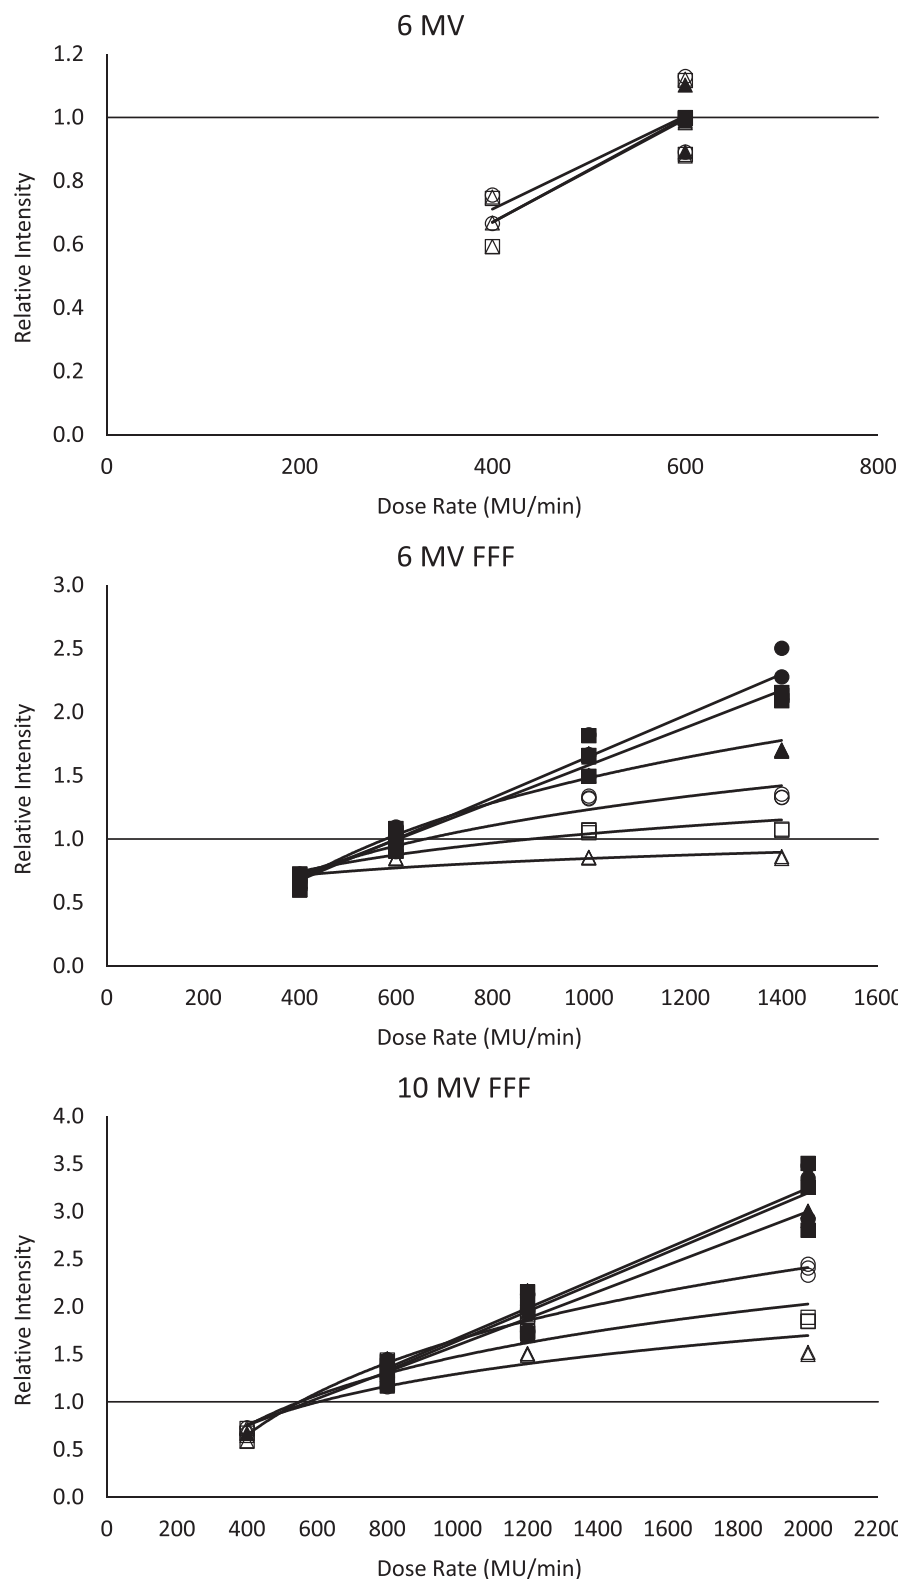 6 MV
1.2
1.0
0.8
0.6
0.4
0.2
0.0
Relative Intensity
0 200 400 600 800
Dose Rate (MU/min)
6 MV FFF
3.0
2.5
2.0
1.5
1.0
0.5
0.0
Relative Intensity
0 200 400 600 800 1000 1200 1400 1600
Dose Rate (MU/min)
10 MV FFF
4.0
3.5
3.0
2.5
2.0
1.5
1.0
0.5
0.0
Relative Intensity
0 200 400 600 800 1000 1200 1400 1600 1800 2000 2200
Dose Rate (MU/min)